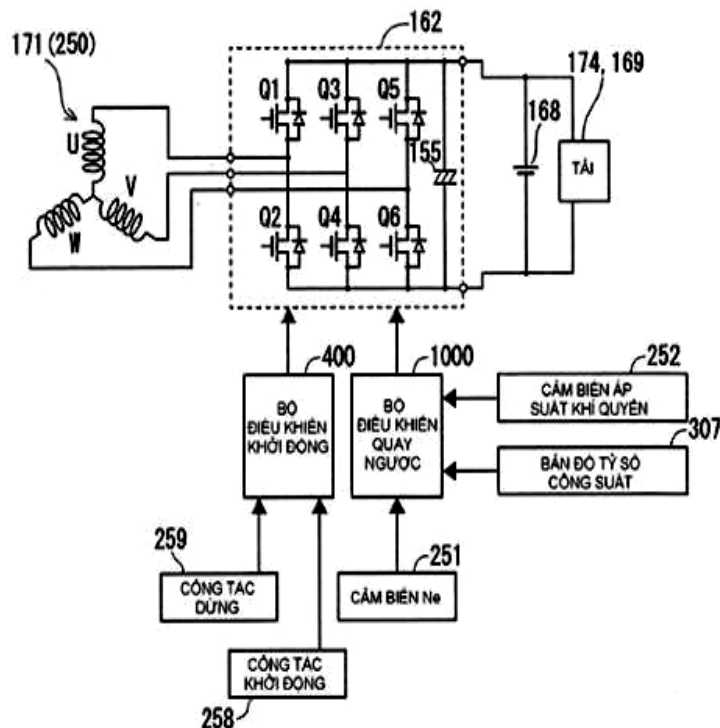 171 (250)
162
174, 169
Q1
Q3
Q5
168
155
TẢI
U
V
W
Q2
Q4
Q6
400
1000
252
BỘ
ĐIỀU KHIỂN
KHỞI ĐỘNG
BỘ
ĐIỀU KHIỂN
QUAY
NGƯỢC
CẢM BIẾN ÁP
SUẤT KHÍ QUYỂN
307
BẢN ĐỒ TỶ SỐ
CÔNG SUẤT
259
251
CÔNG TẮC
DỪNG
CẢM BIẾN Ne
CÔNG TẮC
KHỞI ĐỘNG
258